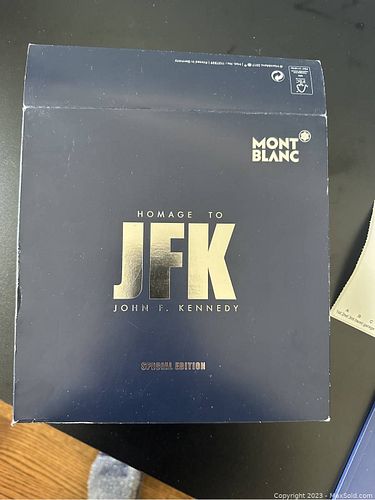 MONT
BLANC
HOMAGE TO
JFK
JOHN F. KENNEDY
SPECIAL EDITION
Copyright © 2023 - MaxSold.com